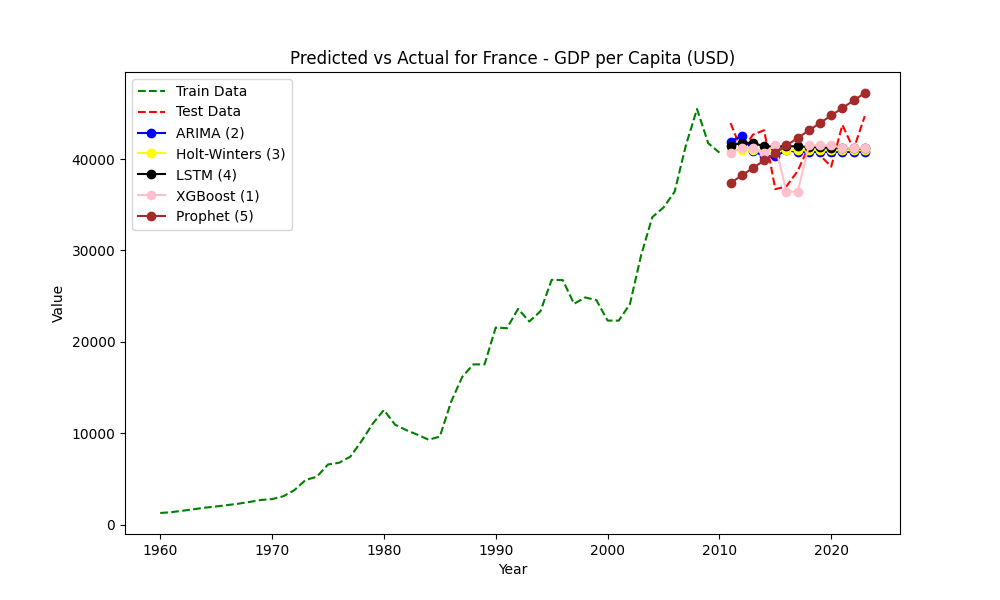 Predicted vs Actual for France - GDP per Capita (USD)
Train Data
Test Data
ARIMA (2)
Holt-Winters (3)
LSTM (4)
XGBoost (1)
Prophet (5)
40000
30000
20000
10000
0
Value
1960 1970 1980 1990 2000 2010 2020
Year